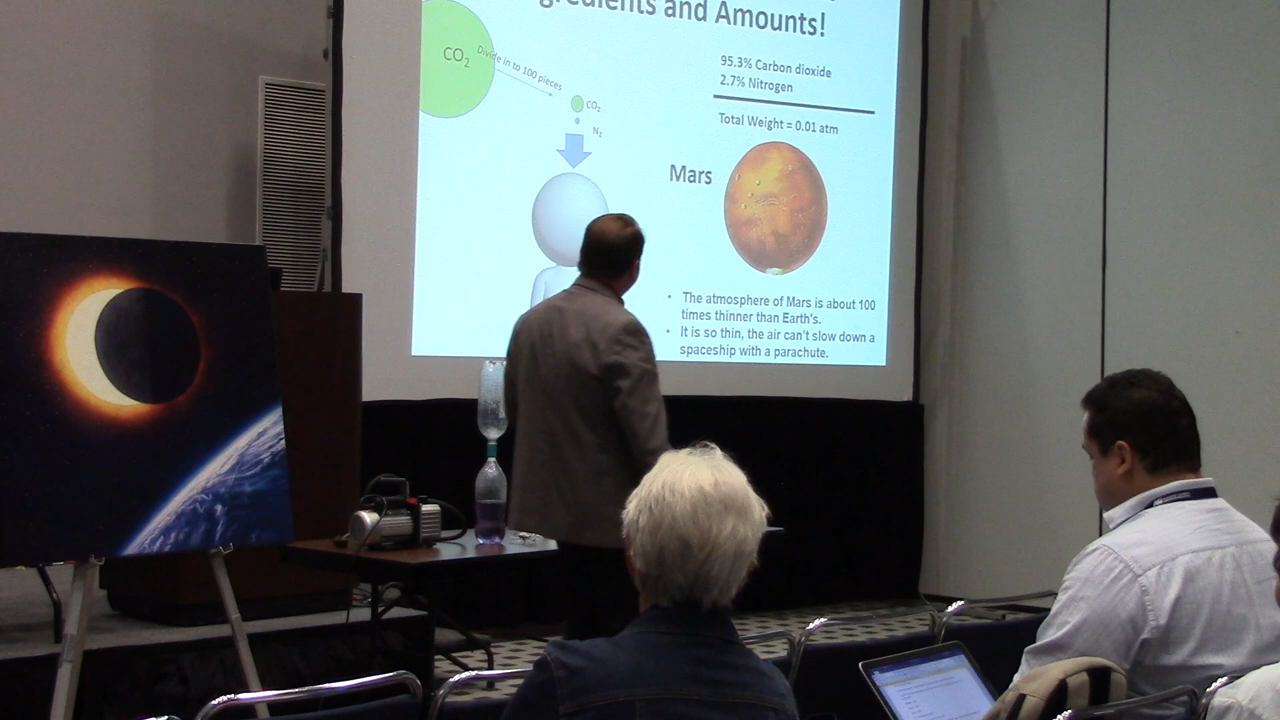 and Amounts!
CO₂
Divide in to 100 pieces
CO₂
N₂
95.3% Carbon dioxide
2.7% Nitrogen
Total Weight = 0.01 atm
Mars
• The atmosphere of Mars is about 100
times thinner than Earth's.
• It is so thin, the air can't slow down a
spaceship with a parachute.